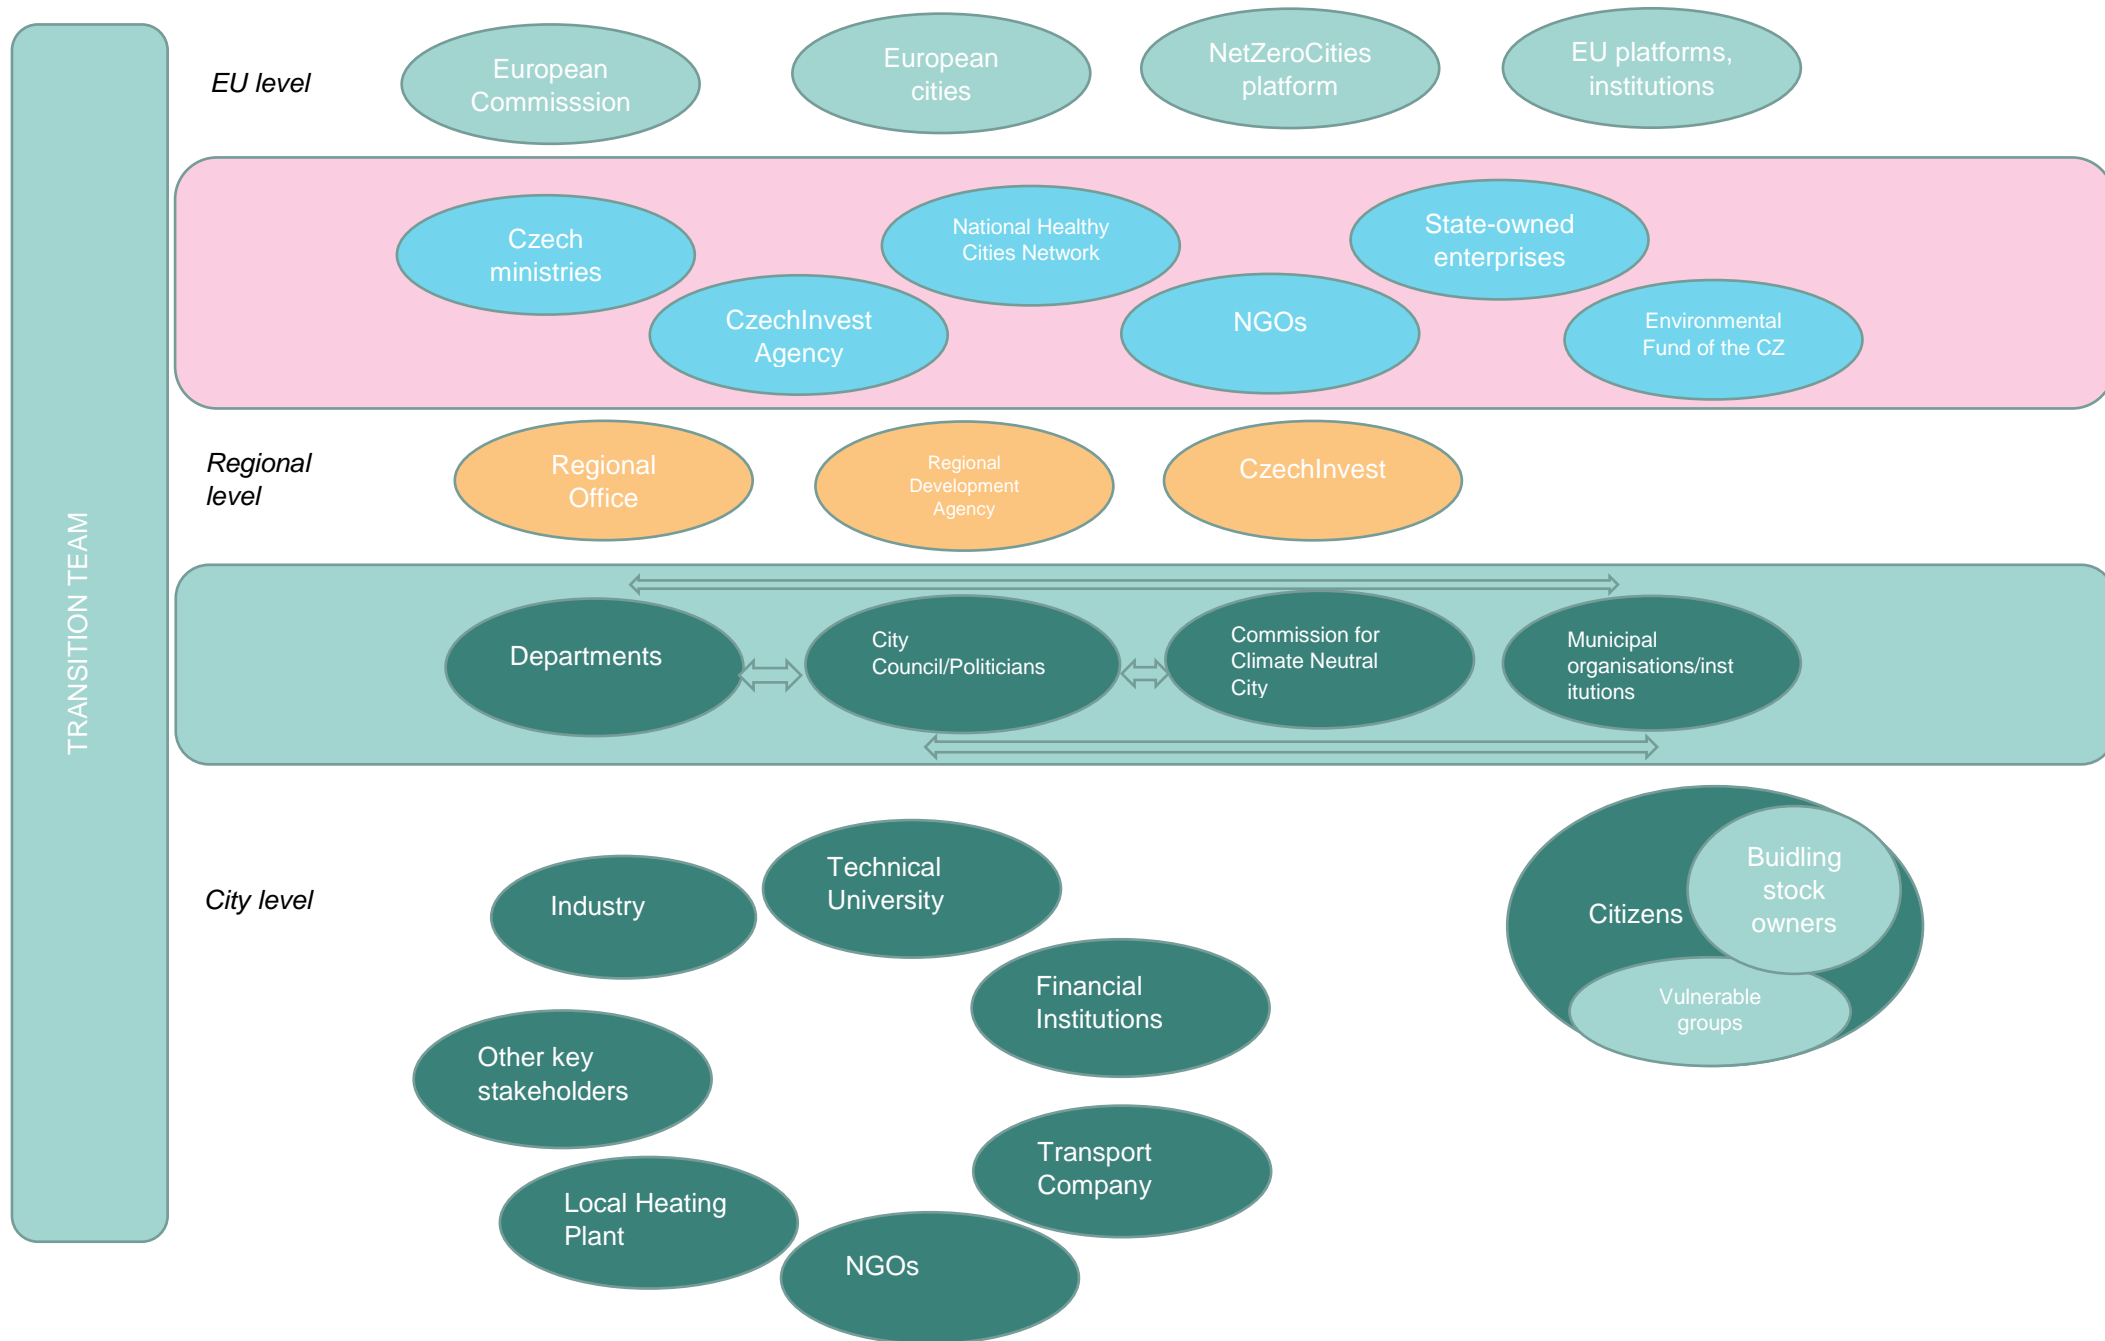 TRANSITION TEAM
EU level
European
Commisssion
European
cities
NetZeroCities
platform
EU platforms,
institutions
Czech
ministries
CzechInvest
Agency
National Healthy
Cities Network
NGOs
State-owned
enterprises
Environmental
Fund of the CZ
Regional
level
Regional
Office
Regional
Development
Agency
CzechInvest
Departments
City
Council/Politicians
Commission for
Climate Neutral
City
Municipal
organisations/inst
itutions
City level
Industry
Technical
University
Financial
Institutions
Other key
stakeholders
Transport
Company
Local Heating
Plant
NGOs
Citizens
Buidling
stock
owners
Vulnerable
groups